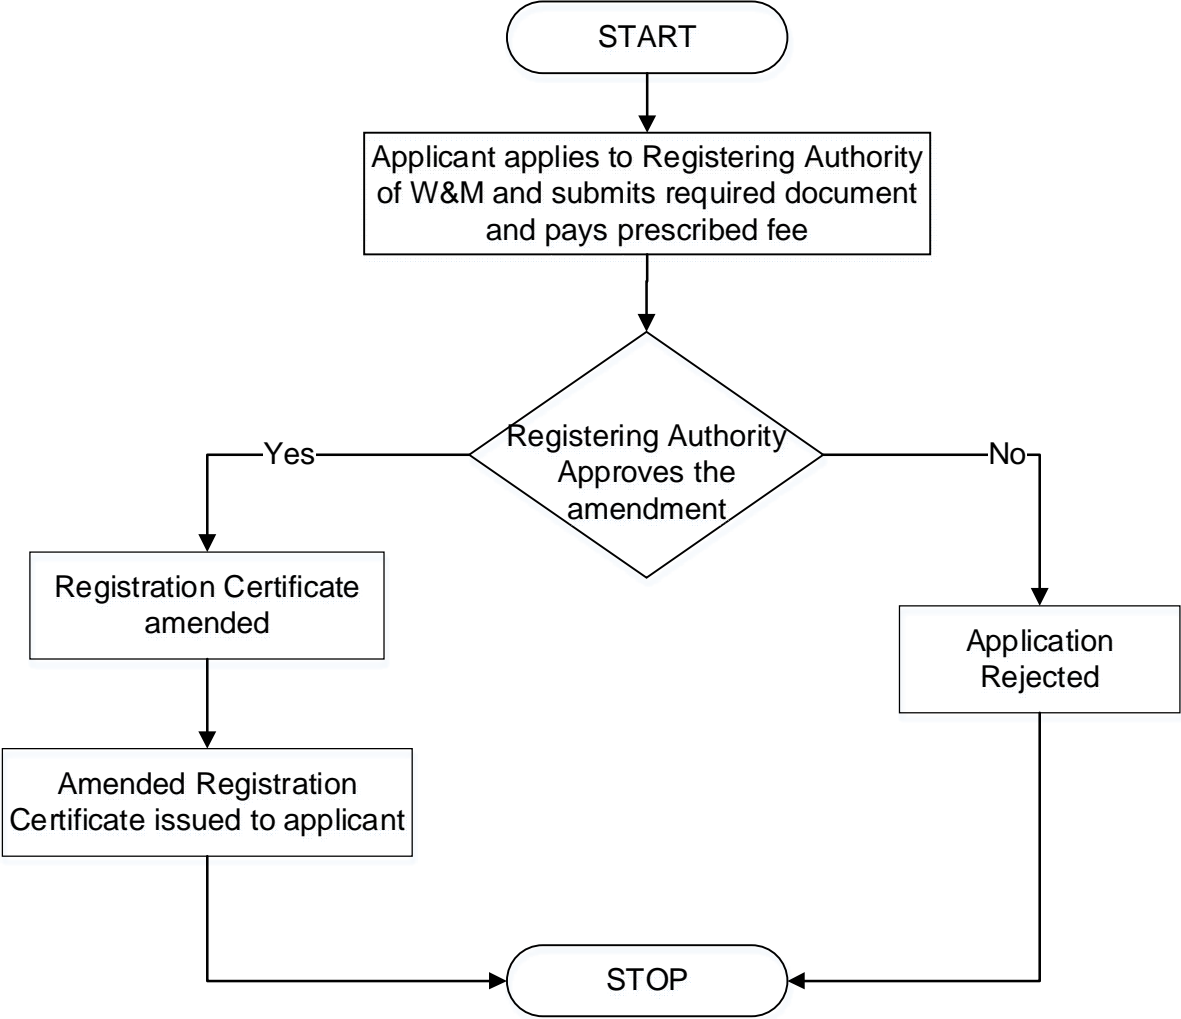 START
Applicant applies to Registering Authority
of W&M and submits required document
and pays prescribed fee
Registering Authority
Approves the
amendment
Yes
No
Registration Certificate
amended
Application
Rejected
Amended Registration
Certificate issued to applicant
STOP